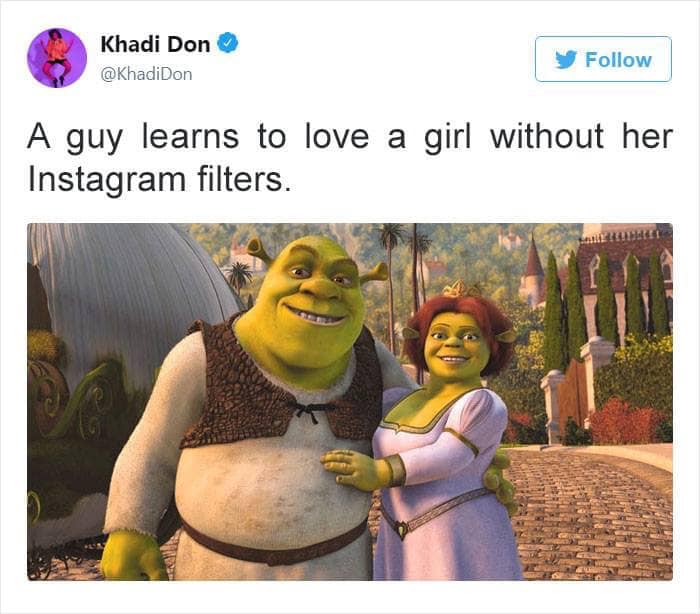 Khadi Don
@KhadiDon
Follow
A guy learns to love a girl without her
Instagram filters.